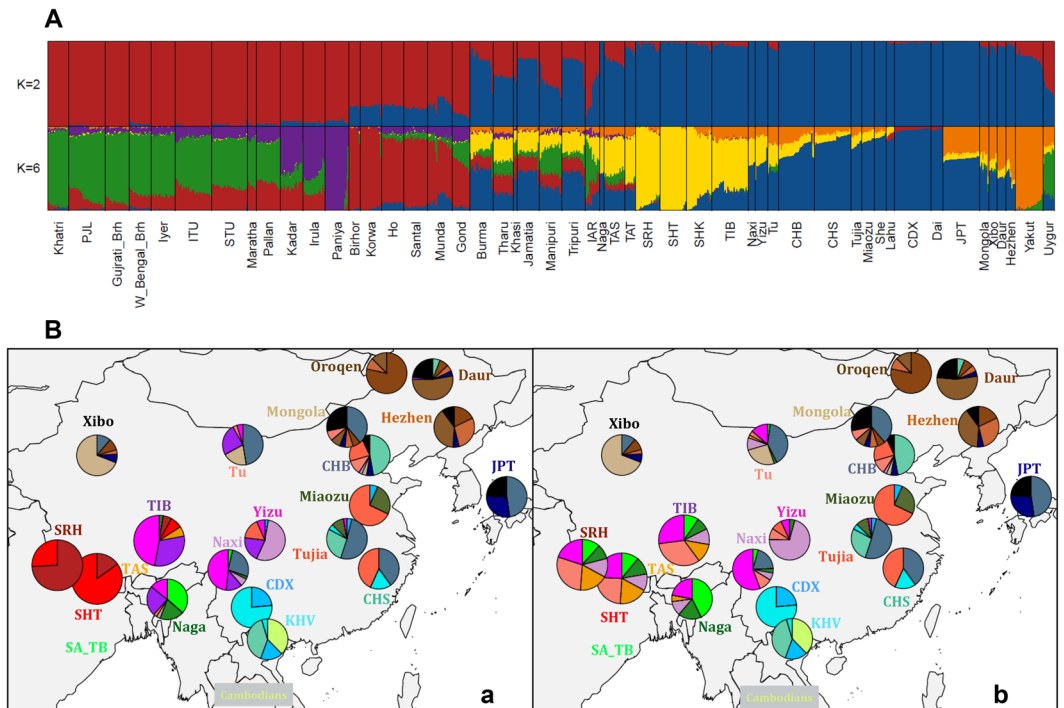 A
K=2
K=6
Khatri
PJL
Gujrati_Brh
W_Bengal_Brh
Iyer
ITU
STU
Maratha
Pallan
Kadar
Irula
Paniya
Birhor
Korwa
Ho
Santal
Munda
Gond
Burma
Tharu
Khasi
Jamatia
Manipuri
Tripuri
IAR
Naga
TAS
TAT
SRH
SHT
SHK
TIB
Naxi
Yizu
Tu
CHB
CHS
Tujia
Miaozu
She
Lahu
CDX
Dai
JPT
Mongola
Xibo
Daur
Hezhen
Yakut
Uygur
B
Oroqen
Daur
Xibo
Mongola
Hezhen
Tu
CHB
JPT
Miaozu
TIB
Yizu
SRH
Naxi
Tujia
TAS
CDX
CHS
SHT
Naga
KHV
SA_TB
Cambodians
a
Oroqen
Daur
Xibo
Mongola
Hezhen
Tu
CHB
JPT
Miaozu
TIB
Yizu
SRH
Naxi
Tujia
TAS
CDX
CHS
SHT
Naga
KHV
SA_TB
Cambodians
b